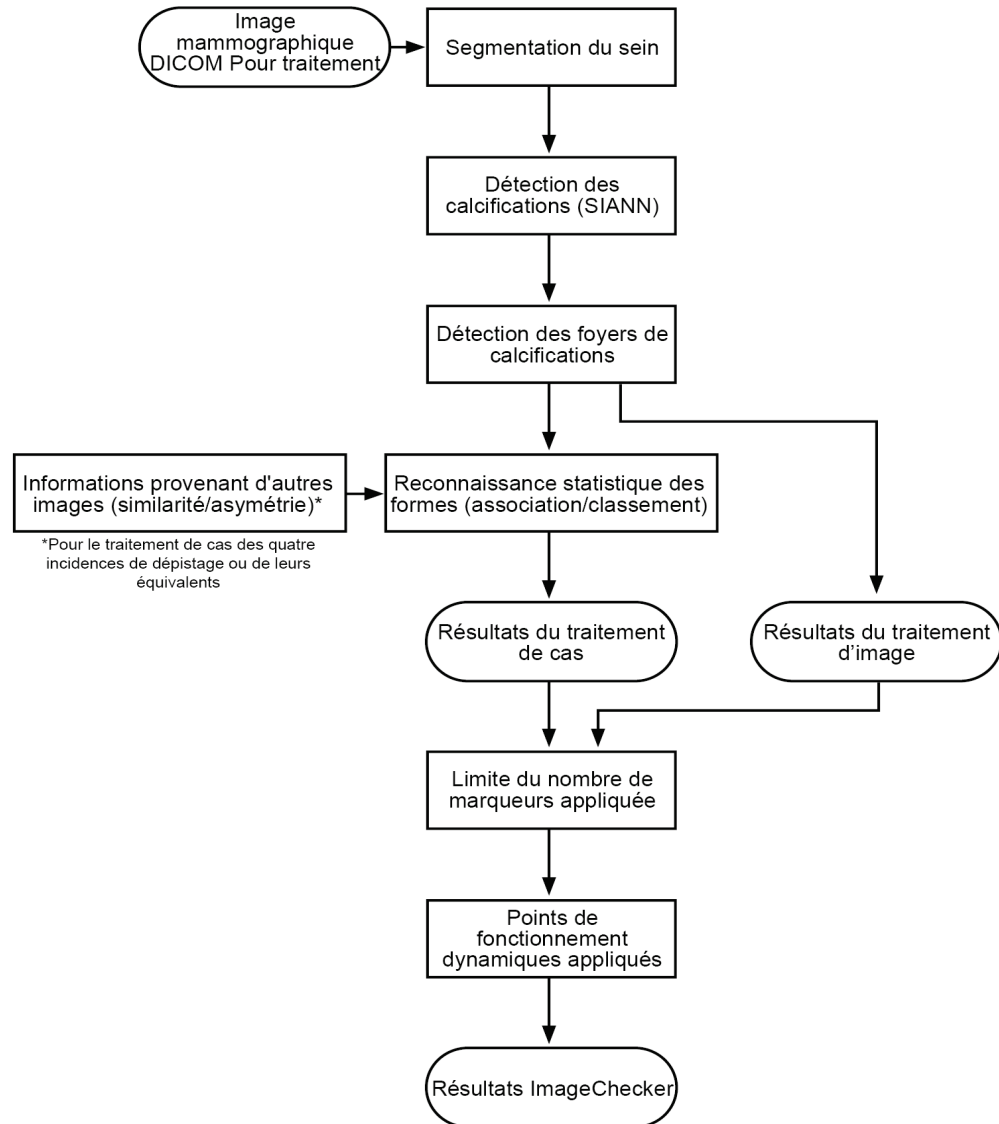 Image
mammographique
DICOM Pour traitement
Segmentation du sein
Détection des
calcifications (SIANN)
Détection des foyers de
calcifications
Informations provenant d'autres
images (similarité/asymétrie)*
*Pour le traitement de cas des quatre
incidences de dépistage ou de leurs
équivalents
Reconnaissance statistique des
formes (association/classement)
Résultats du traitement
de cas
Résultats du traitement
d’image
Limite du nombre de
marqueurs appliquée
Points de
fonctionnement
dynamiques appliqués
Résultats ImageChecker